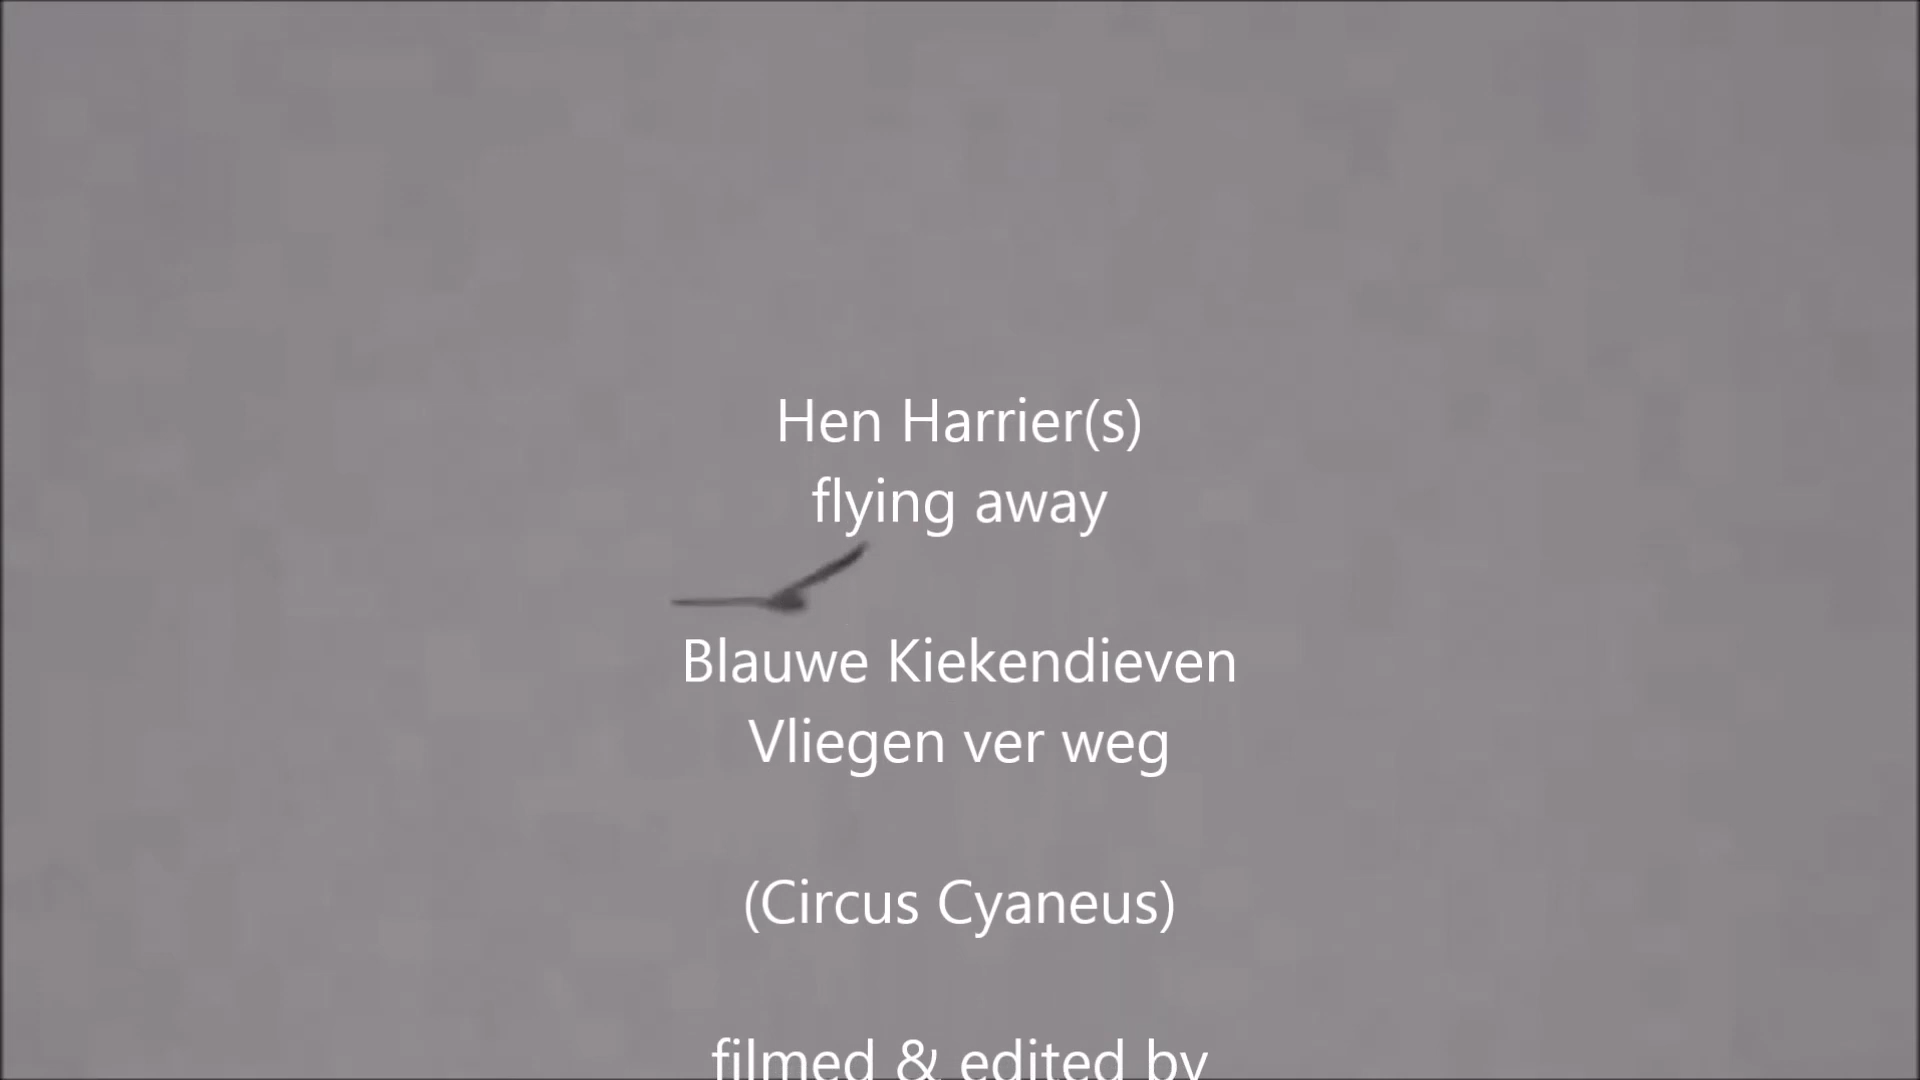 Hen Harrier(s)
flying away
Blauwe Kiekendieven
Vliegen ver weg
(Circus Cyaneus)
filmed & edited by